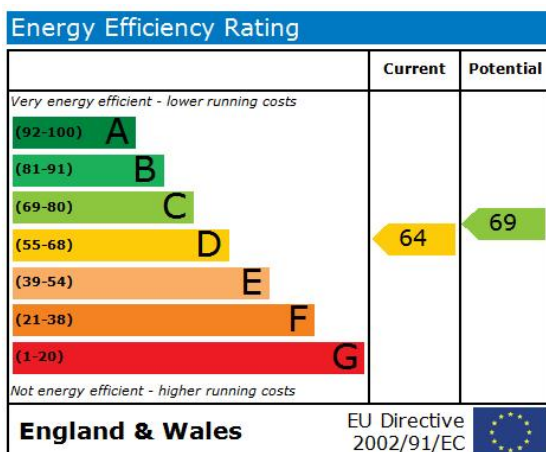 Energy Efficiency Rating
Current Potential
Very energy efficient - lower running costs
(92-100) A
(81-91) B
(69-80) C
(55-68) D
(39-54) E
(21-38) F
(1-20) G
64
69
Not energy efficient - higher running costs
England & Wales
EU Directive
2002/91/EC